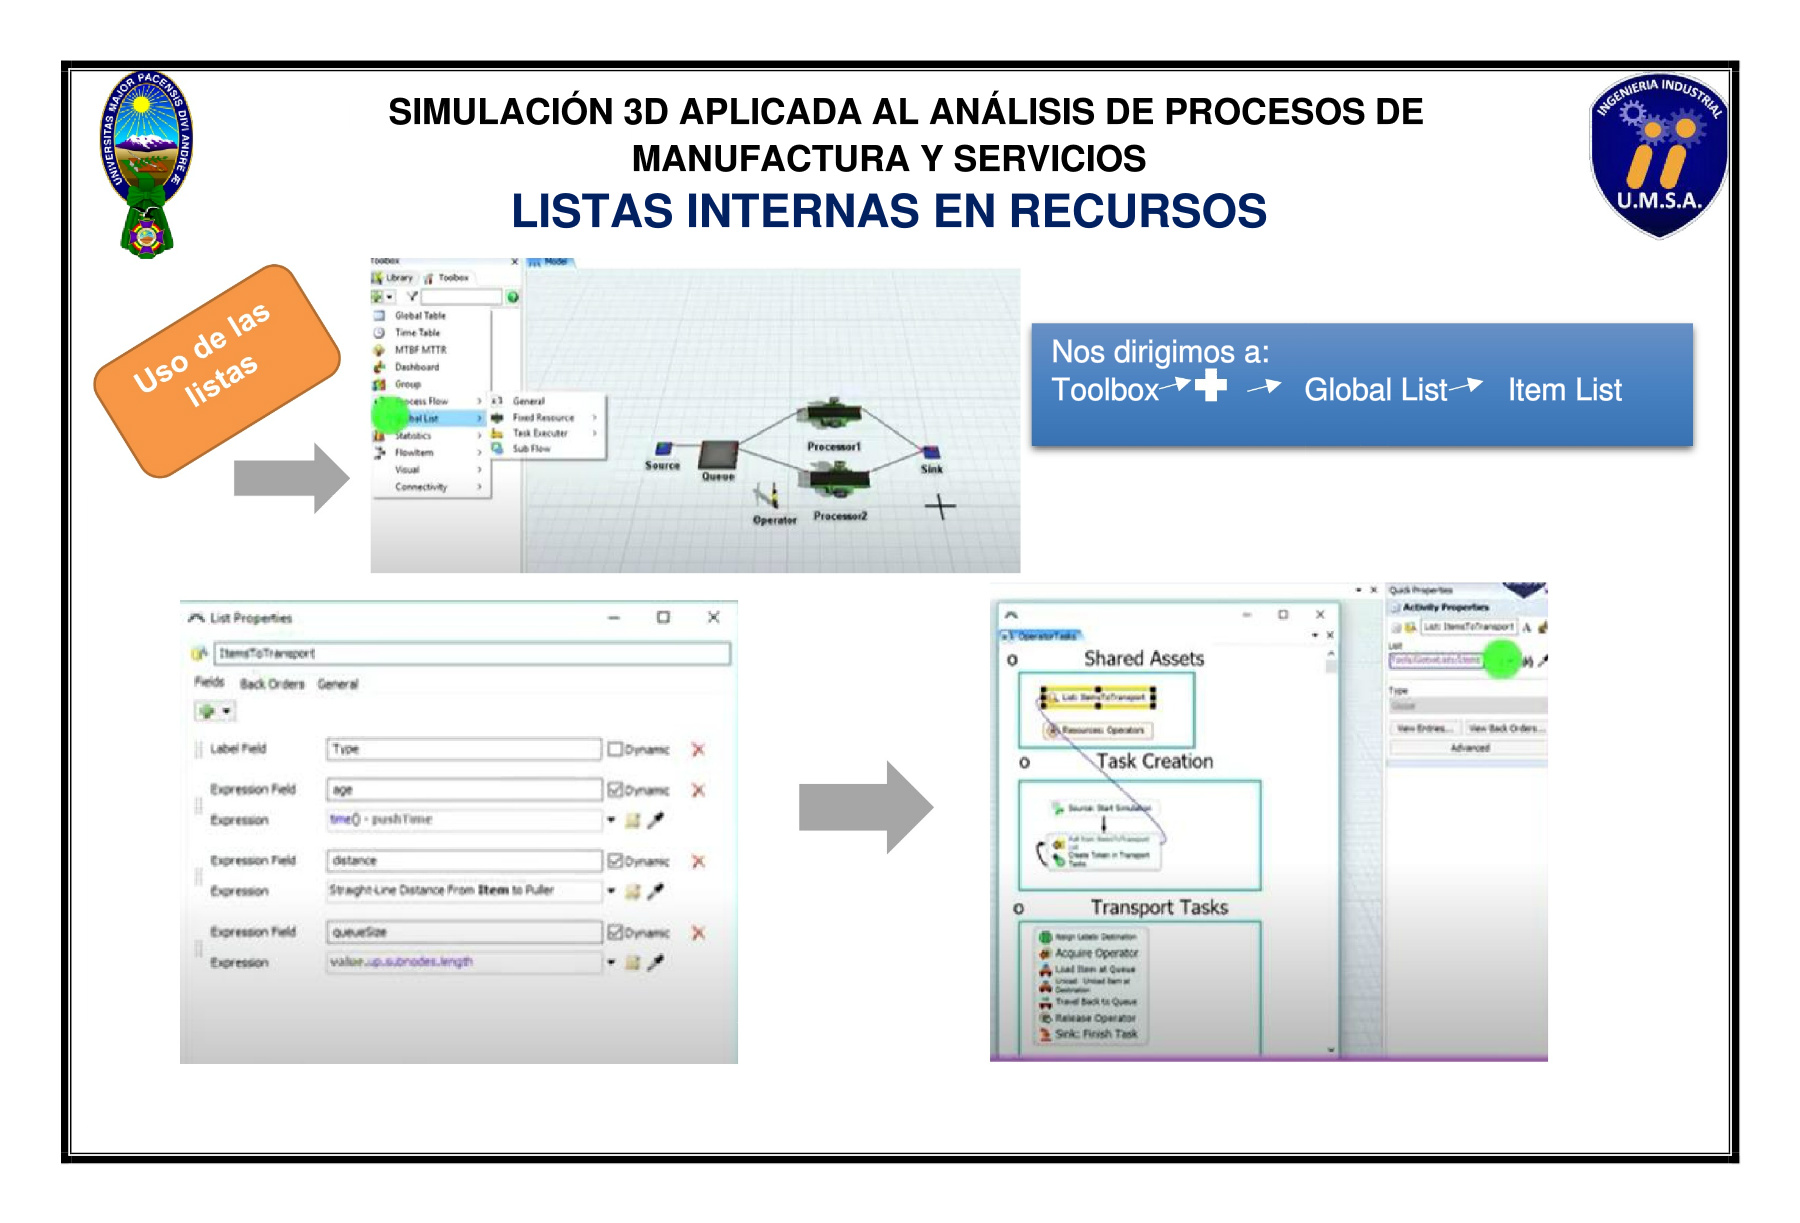 UNIVERSITAS MAJOR PACENSIS DIVI ANDREÆ
INGENIERIA INDUSTRIAL
U.M.S.A.
SIMULACIÓN 3D APLICADA AL ANÁLISIS DE PROCESOS DE
MANUFACTURA Y SERVICIOS
LISTAS INTERNAS EN RECURSOS
Uso de las
listas
Toolbox
Library
Toolbox
Global Table
Time Table
MTBF MTTR
Dashboard
Group
Process Flow
Global List
Statistics
FlowItem
Visual
Connectivity
General
Fixed Resource
Task Executer
Sub Flow
Model
Source
Queue
Operator
Processor1
Processor2
Sink
Nos dirigimos a:
Toolbox Global List Item List
List Properties
ItemsToTransport
Fields Back Orders General
Label Field Type Dynamic
Expression Field age Dynamic
Expression time() - pushTime
Expression Field distance Dynamic
Expression Straight-Line Distance From Item to Puller
Expression Field queueSize Dynamic
Expression value.up.subnodes.length
OperatorTasks
Shared Assets
List: ItemsToTransport
Resources: Operators
Task Creation
Source: Start Simulation
Pull from ItemsToTransport
List
Create Token in Transport
Tasks
Transport Tasks
Assign Labels: Destination
Acquire Operator
Load Item at Queue
Unload: Unload Item at
Destination
Travel Back to Queue
Release Operator
Sink: Finish Task
Quick Properties
Activity Properties
List: ItemsToTransport
List
Type
Global
View Entries... View Back Orders...
Advanced